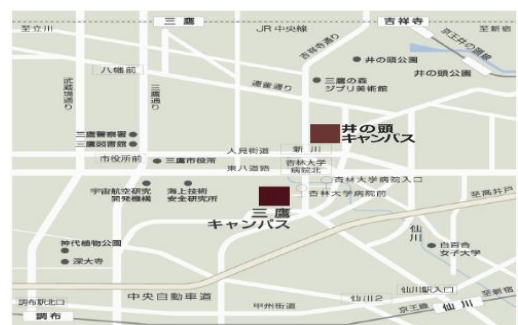 至立川
三鷹
JR中央線
吉祥寺
至新宿
京王井の頭線
吉祥寺通り
井の頭公園
井の頭公園
八幡前
武蔵境通り
三鷹通り
連雀通り
三鷹の森
ジブリ美術館
井の頭
キャンパス
三鷹警察署
三鷹図書館
人見街道
新川
市役所前
三鷹市役所
東八道路
杏林大学
病院北
杏林大学病院入口
宇宙航空研究
開発機構
海上技術
安全研究所
杏林大学病院前
至高井戸
三鷹
キャンパス
仙川
神代植物公園
深大寺
白百合
女子大学
中央自動車道
仙川駅入口
調布駅北口
甲州街道
仙川2
至新宿
京王線
仙川
調布